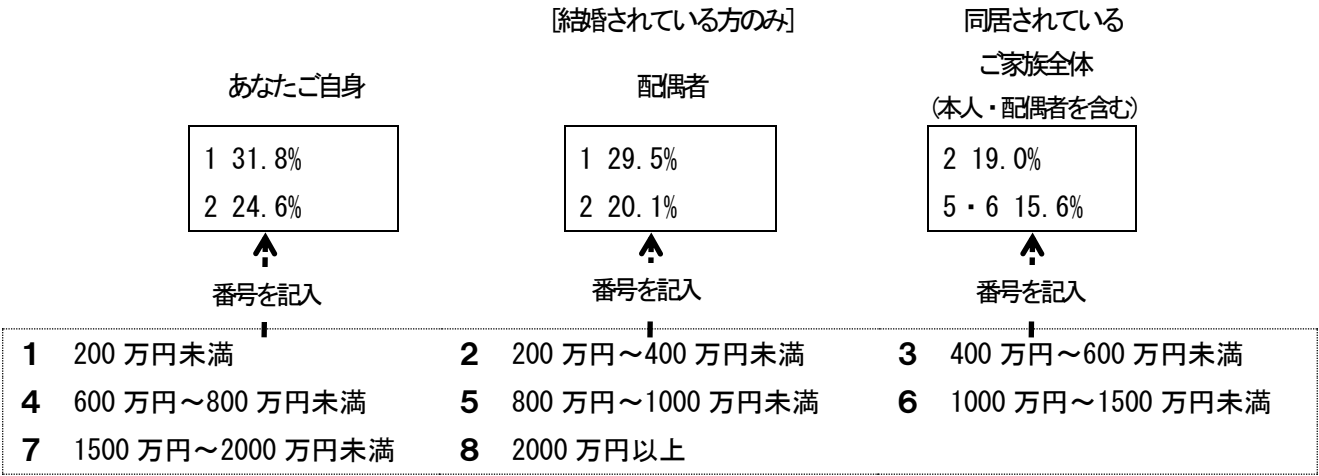 [結婚されている方のみ]
同居されている
ご家族全体
(本人・配偶者を含む)
あなたご自身
配偶者
1 31.8%
2 24.6%
1 29.5%
2 20.1%
2 19.0%
5・6 15.6%
番号を記入
番号を記入
番号を記入
1 200 万円未満 2 200 万円～400 万円未満 3 400 万円～600 万円未満
4 600 万円～800 万円未満 5 800 万円～1000 万円未満 6 1000 万円～1500 万円未満
7 1500 万円～2000 万円未満 8 2000 万円以上